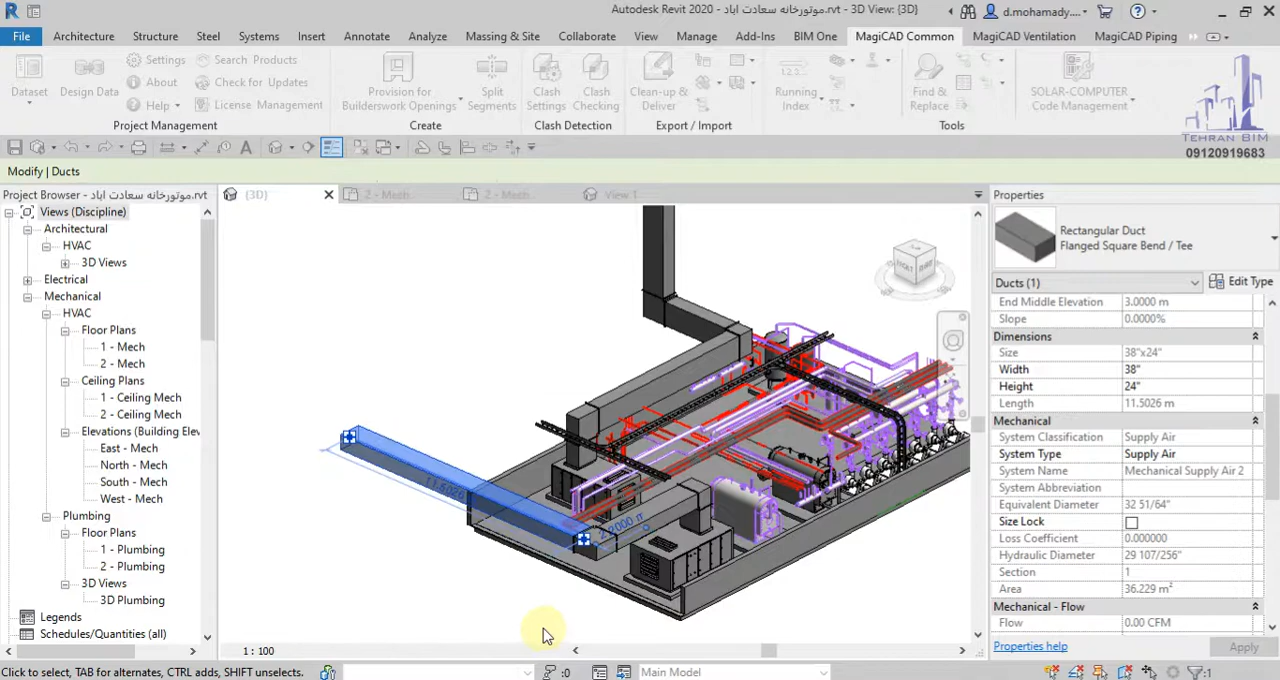 Autodesk Revit 2020 - موتورخانه سعادت اباد.rvt - 3D View: {3D}
d.mohamady....
File Architecture Structure Steel Systems Insert Annotate Analyze Massing & Site Collaborate View Manage Add-Ins BIM One MagiCAD Common MagiCAD Ventilation MagiCAD Piping
Dataset
Design Data
Settings
About
Help
Search Products
Check for Updates
License Management
Project Management
Provision for
Builderswork Openings
Split
Segments
Create
Clash
Settings
Clash
Checking
Clash Detection
Clean-up &
Deliver
Export / Import
Running
Index
Find &
Replace
Tools
SOLAR-COMPUTER
Code Management
TEHRAN BIM
09120919683
Modify | Ducts
Project Browser - موتورخانه سعادت اباد.rvt
{3D}
2 - Mech
2 - Mech
View 1
Views (Discipline)
Architectural
HVAC
3D Views
Electrical
Mechanical
HVAC
Floor Plans
1 - Mech
2 - Mech
Ceiling Plans
1 - Ceiling Mech
2 - Ceiling Mech
Elevations (Building Elev
East - Mech
North - Mech
South - Mech
West - Mech
Plumbing
Floor Plans
1 - Plumbing
2 - Plumbing
3D Views
3D Plumbing
Legends
Schedules/Quantities (all)
11.5026
1 : 100
Properties
Rectangular Duct
Flanged Square Bend / Tee
Ducts (1)
Edit Type
End Middle Elevation 3.0000 m
Slope 0.0000%
Dimensions
Size 38"x24"
Width 38"
Height 24"
Length 11.5026 m
Mechanical
System Classification Supply Air
System Type Supply Air
System Name Mechanical Supply Air 2
System Abbreviation
Equivalent Diameter 32 51/64"
Size Lock
Loss Coefficient 0.000000
Hydraulic Diameter 29 107/256"
Section 1
Area 36.229 m²
Mechanical - Flow
Flow 0.00 CFM
Properties help
Apply
Click to select, TAB for alternates, CTRL adds, SHIFT unselects.
:0
Main Model
:1